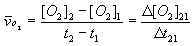 v̄ₒ₂ = ([O₂]₂ − [O₂]₁) / (t₂ − t₁) = Δ[O₂]₂₁ / Δt₂₁